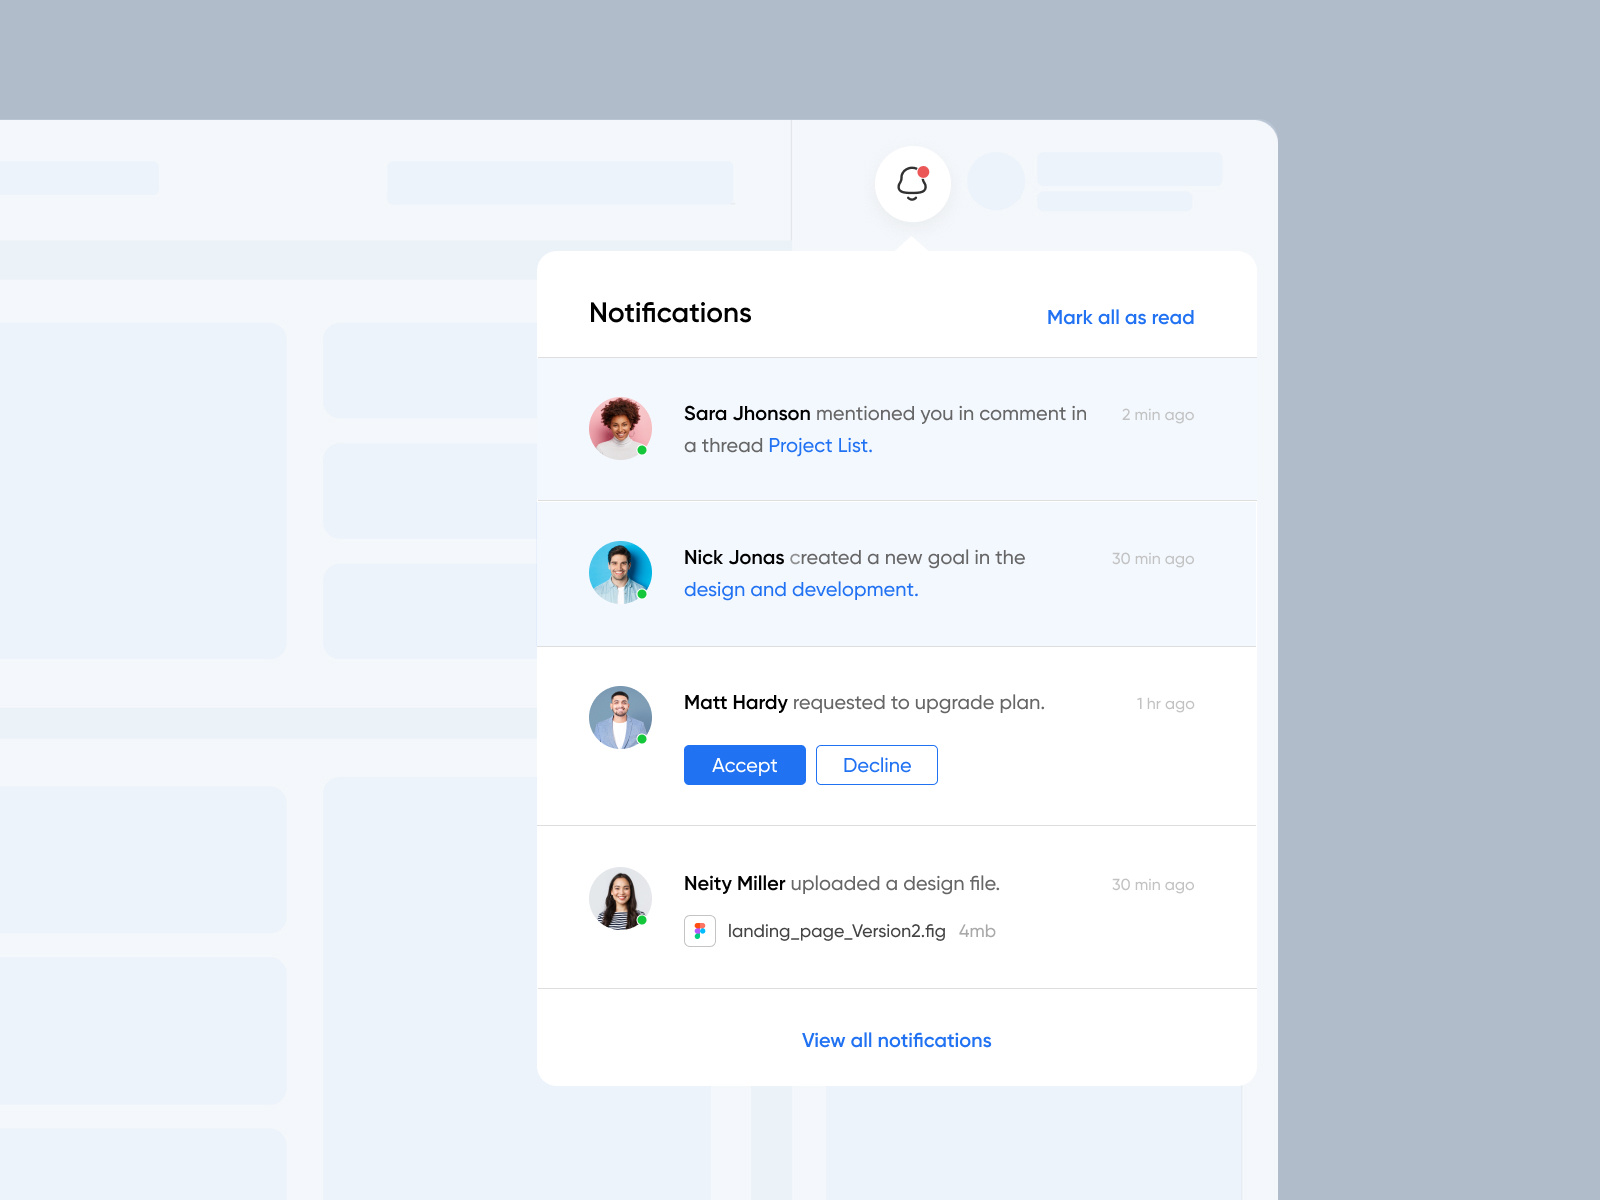 Notifications
Mark all as read
Sara Jhonson mentioned you in comment in
2 min ago
a thread Project List.
Nick Jonas created a new goal in the
30 min ago
design and development.
Matt Hardy requested to upgrade plan.
1 hr ago
Accept
Decline
Neity Miller uploaded a design file.
30 min ago
landing_page_Version2.fig 4mb
View all notifications